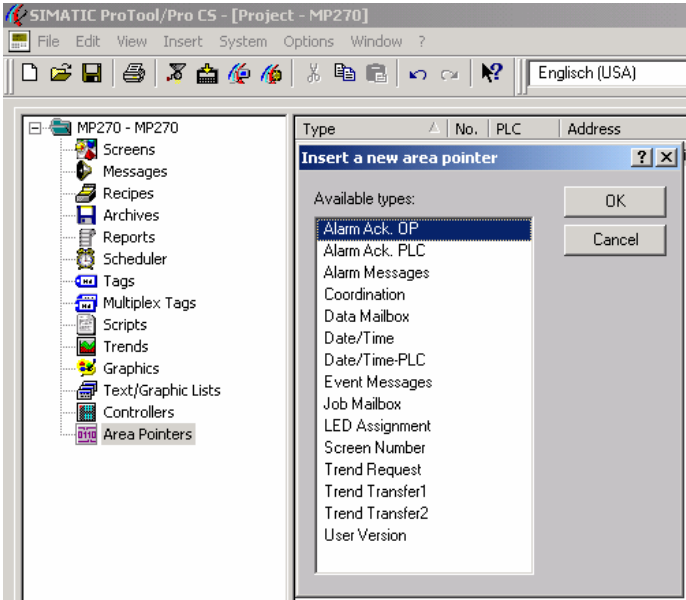 SIMATIC ProTool/Pro CS - [Project - MP270]
File Edit View Insert System Options Window ?
Englisch (USA)
MP270 - MP270
Screens
Messages
Recipes
Archives
Reports
Scheduler
Tags
Multiplex Tags
Scripts
Trends
Graphics
Text/Graphic Lists
Controllers
Area Pointers
Type No. PLC Address
Insert a new area pointer
Available types:
Alarm Ack. OP
Alarm Ack. PLC
Alarm Messages
Coordination
Data Mailbox
Date/Time
Date/Time-PLC
Event Messages
Job Mailbox
LED Assignment
Screen Number
Trend Request
Trend Transfer1
Trend Transfer2
User Version
OK
Cancel